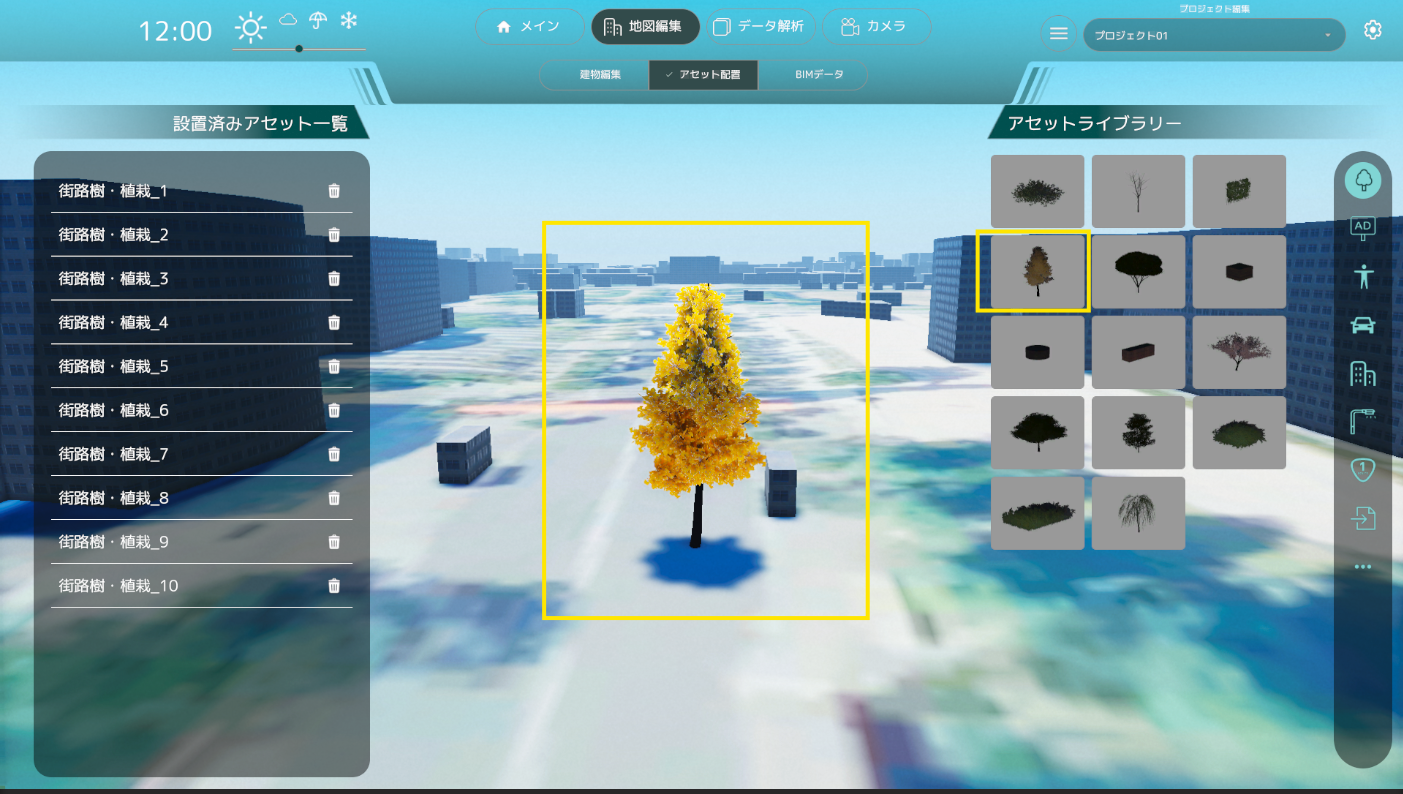 12:00
メイン
地図編集
データ解析
カメラ
プロジェクト編集
プロジェクト01
建物編集
アセット配置
BIMデータ
設置済みアセット一覧
街路樹・植栽_1
街路樹・植栽_2
街路樹・植栽_3
街路樹・植栽_4
街路樹・植栽_5
街路樹・植栽_6
街路樹・植栽_7
街路樹・植栽_8
街路樹・植栽_9
街路樹・植栽_10
アセットライブラリー
AD
1